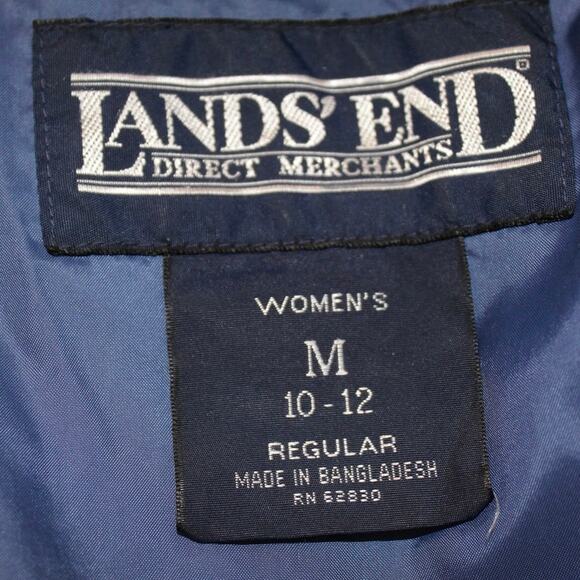 LANDS' END
DIRECT MERCHANTS
WOMEN'S
M
10 - 12
REGULAR
MADE IN BANGLADESH
RN 62830